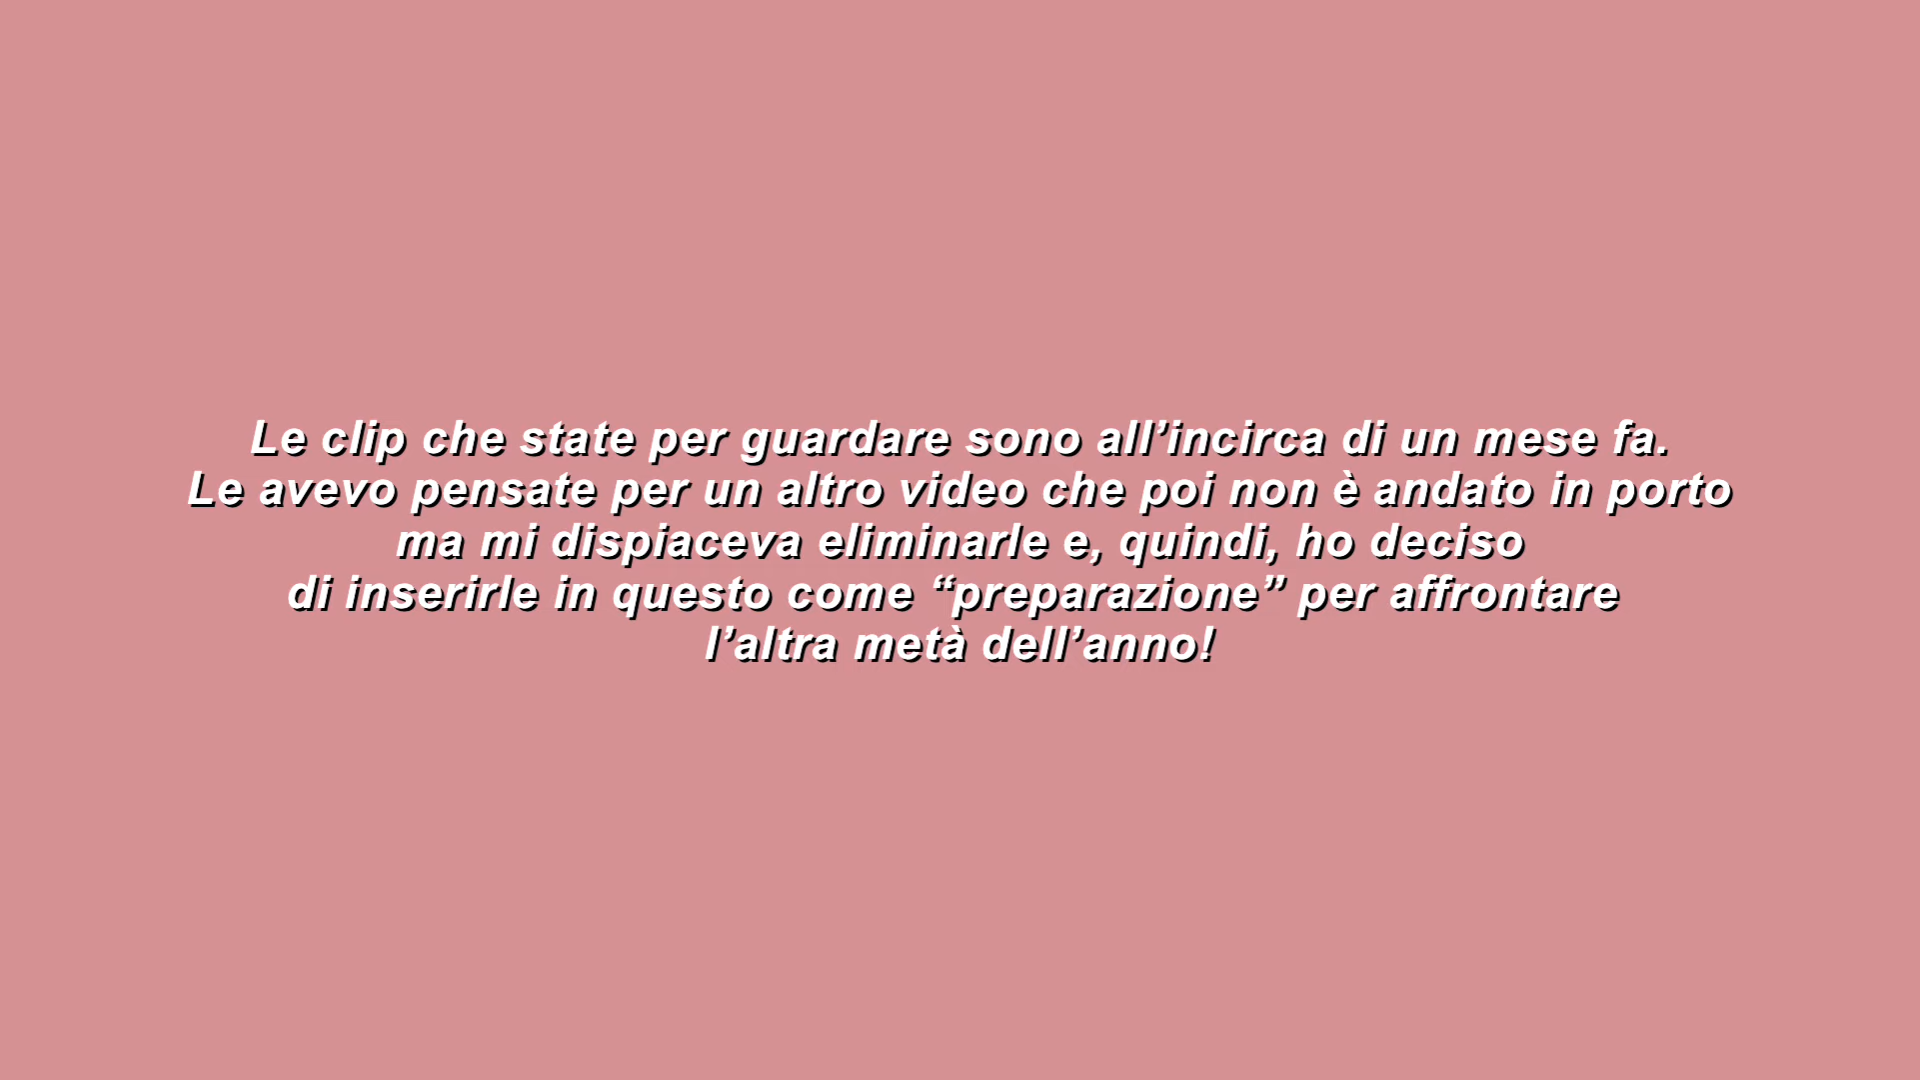 Le clip che state per guardare sono all’incirca di un mese fa.
Le avevo pensate per un altro video che poi non è andato in porto
ma mi dispiaceva eliminarle e, quindi, ho deciso
di inserirle in questo come “preparazione” per affrontare
l’altra metà dell’anno!